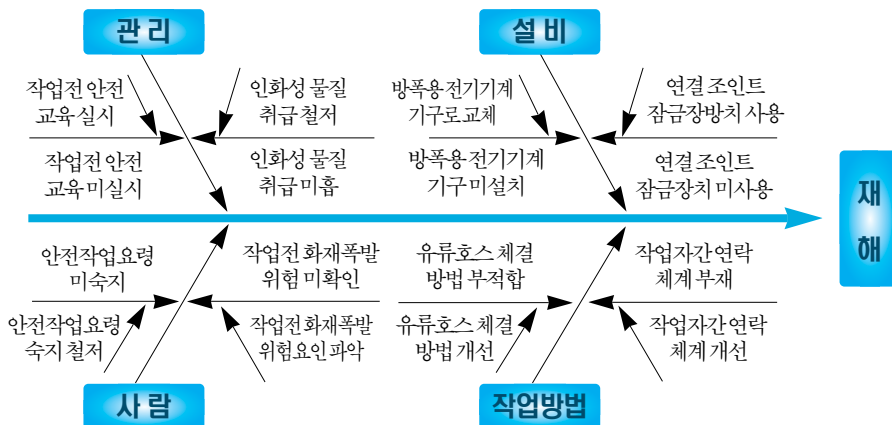 관리
설비
작업전 안전
교육 실시
인화성 물질
취급 철저
방폭용 전기기계
기구로 교체
연결 조인트
잠금장방치 사용
작업전 안전
교육 미실시
인화성 물질
취급 미흡
방폭용 전기기계
기구 미설치
연결 조인트
잠금장치 미사용
재
해
안전작업 요령
미숙지
작업전 화재폭발
위험 미확인
유류호스 체결
방법 부적합
작업자간 연락
체계 부재
안전작업 요령
숙지 철저
작업전 화재폭발
위험요인 파악
유류호스 체결
방법 개선
작업자간 연락
체계 개선
사람
작업방법